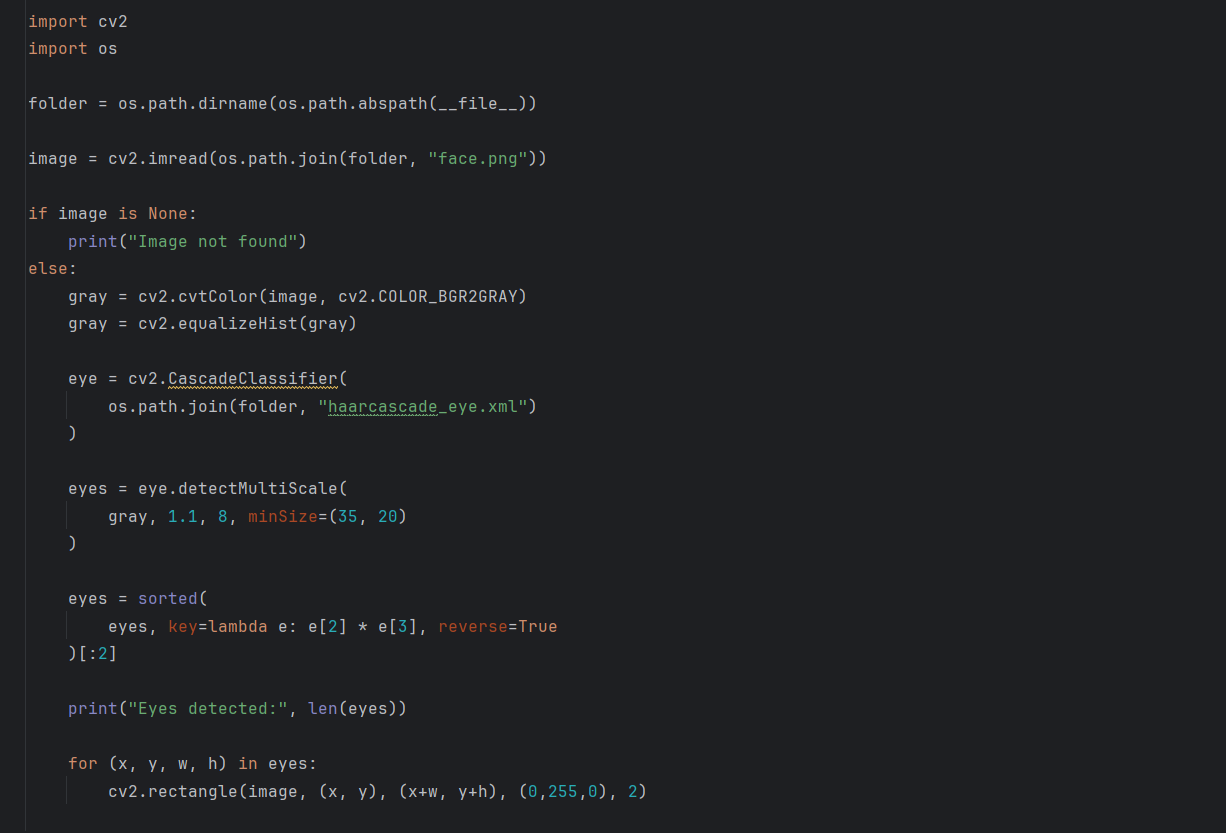 import cv2
import os
folder = os.path.dirname(os.path.abspath(__file__))
image = cv2.imread(os.path.join(folder, "face.png"))
if image is None:
    print("Image not found")
else:
    gray = cv2.cvtColor(image, cv2.COLOR_BGR2GRAY)
    gray = cv2.equalizeHist(gray)
    eye = cv2.CascadeClassifier(
        os.path.join(folder, "haarcascade_eye.xml")
    )
    eyes = eye.detectMultiScale(
        gray, 1.1, 8, minSize=(35, 20)
    )
    eyes = sorted(
        eyes, key=lambda e: e[2] * e[3], reverse=True
    )[:2]
    print("Eyes detected:", len(eyes))
    for (x, y, w, h) in eyes:
        cv2.rectangle(image, (x, y), (x+w, y+h), (0,255,0), 2)